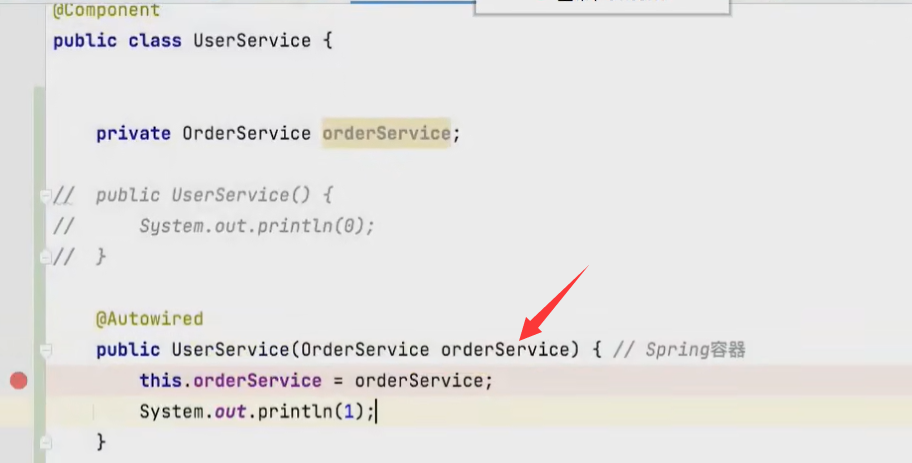 @Component
public class UserService {
private OrderService orderService;
// public UserService() {
// System.out.println(0);
// }
@Autowired
public UserService(OrderService orderService) { // Spring容器
this.orderService = orderService;
System.out.println(1);
}